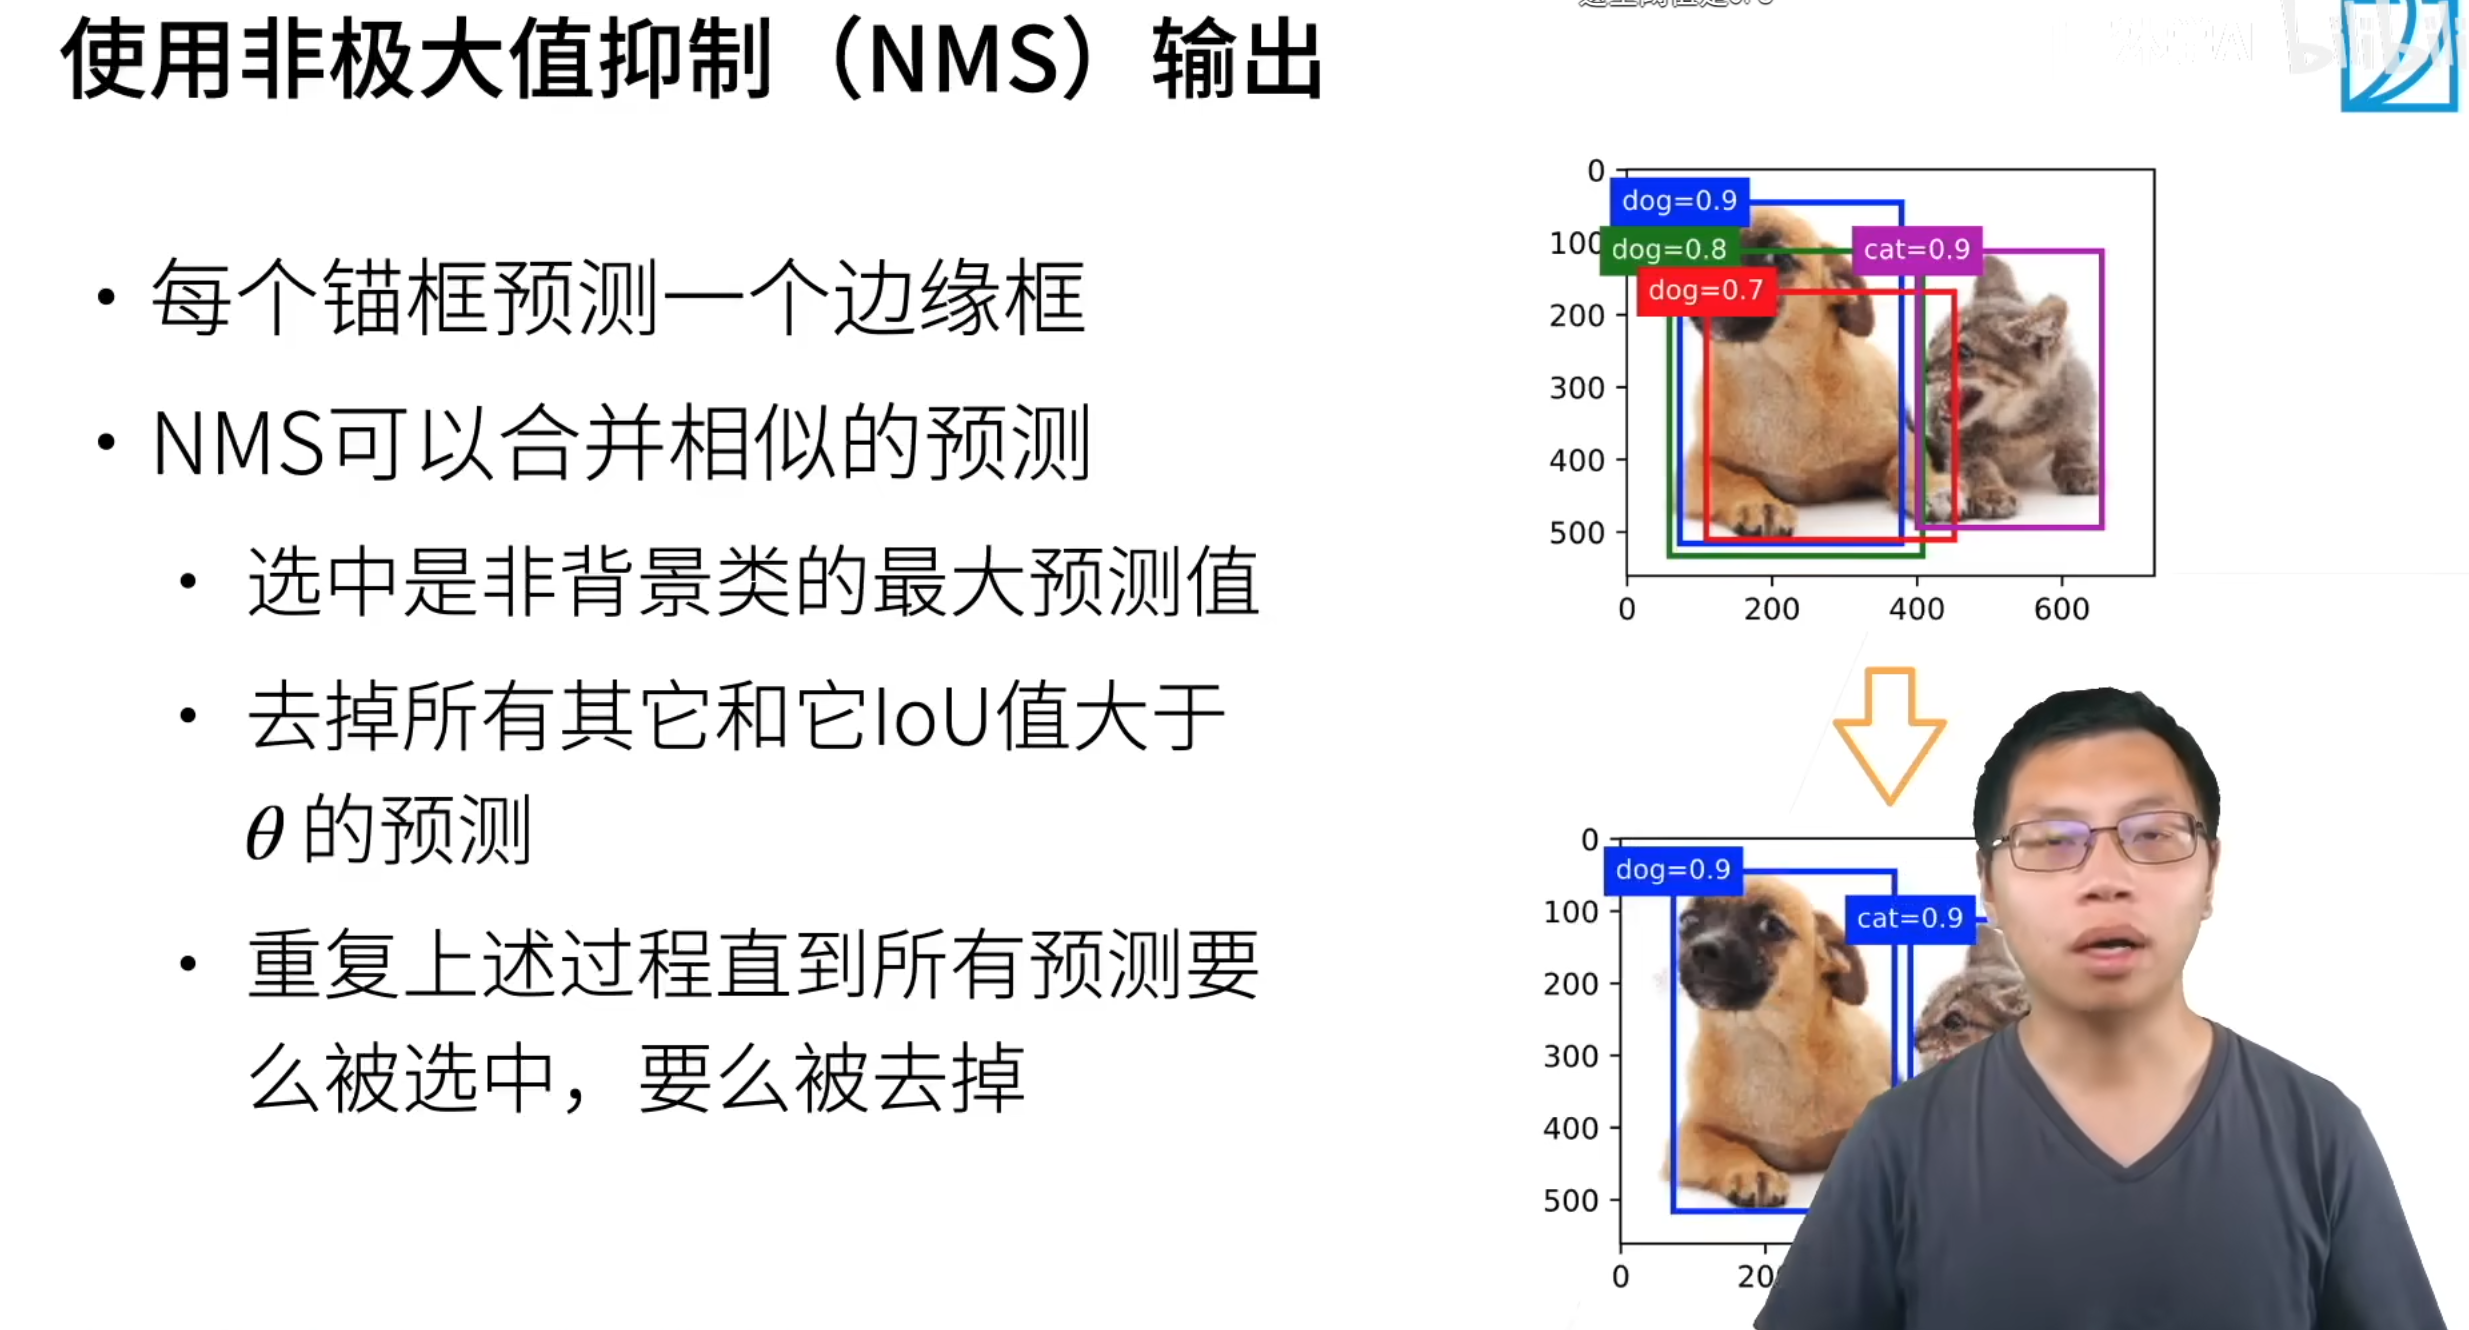 使用非极大值抑制（NMS）输出
• 每个锚框预测一个边缘框
• NMS可以合并相似的预测
• 选中是非背景类的最大预测值
• 去掉所有其它和它IoU值大于
θ 的预测
• 重复上述过程直到所有预测要
么被选中，要么被去掉
0
dog=0.9
100
dog=0.8
cat=0.9
dog=0.7
200
300
400
500
0 200 400 600
0
dog=0.9
100
cat=0.9
200
300
400
500
0